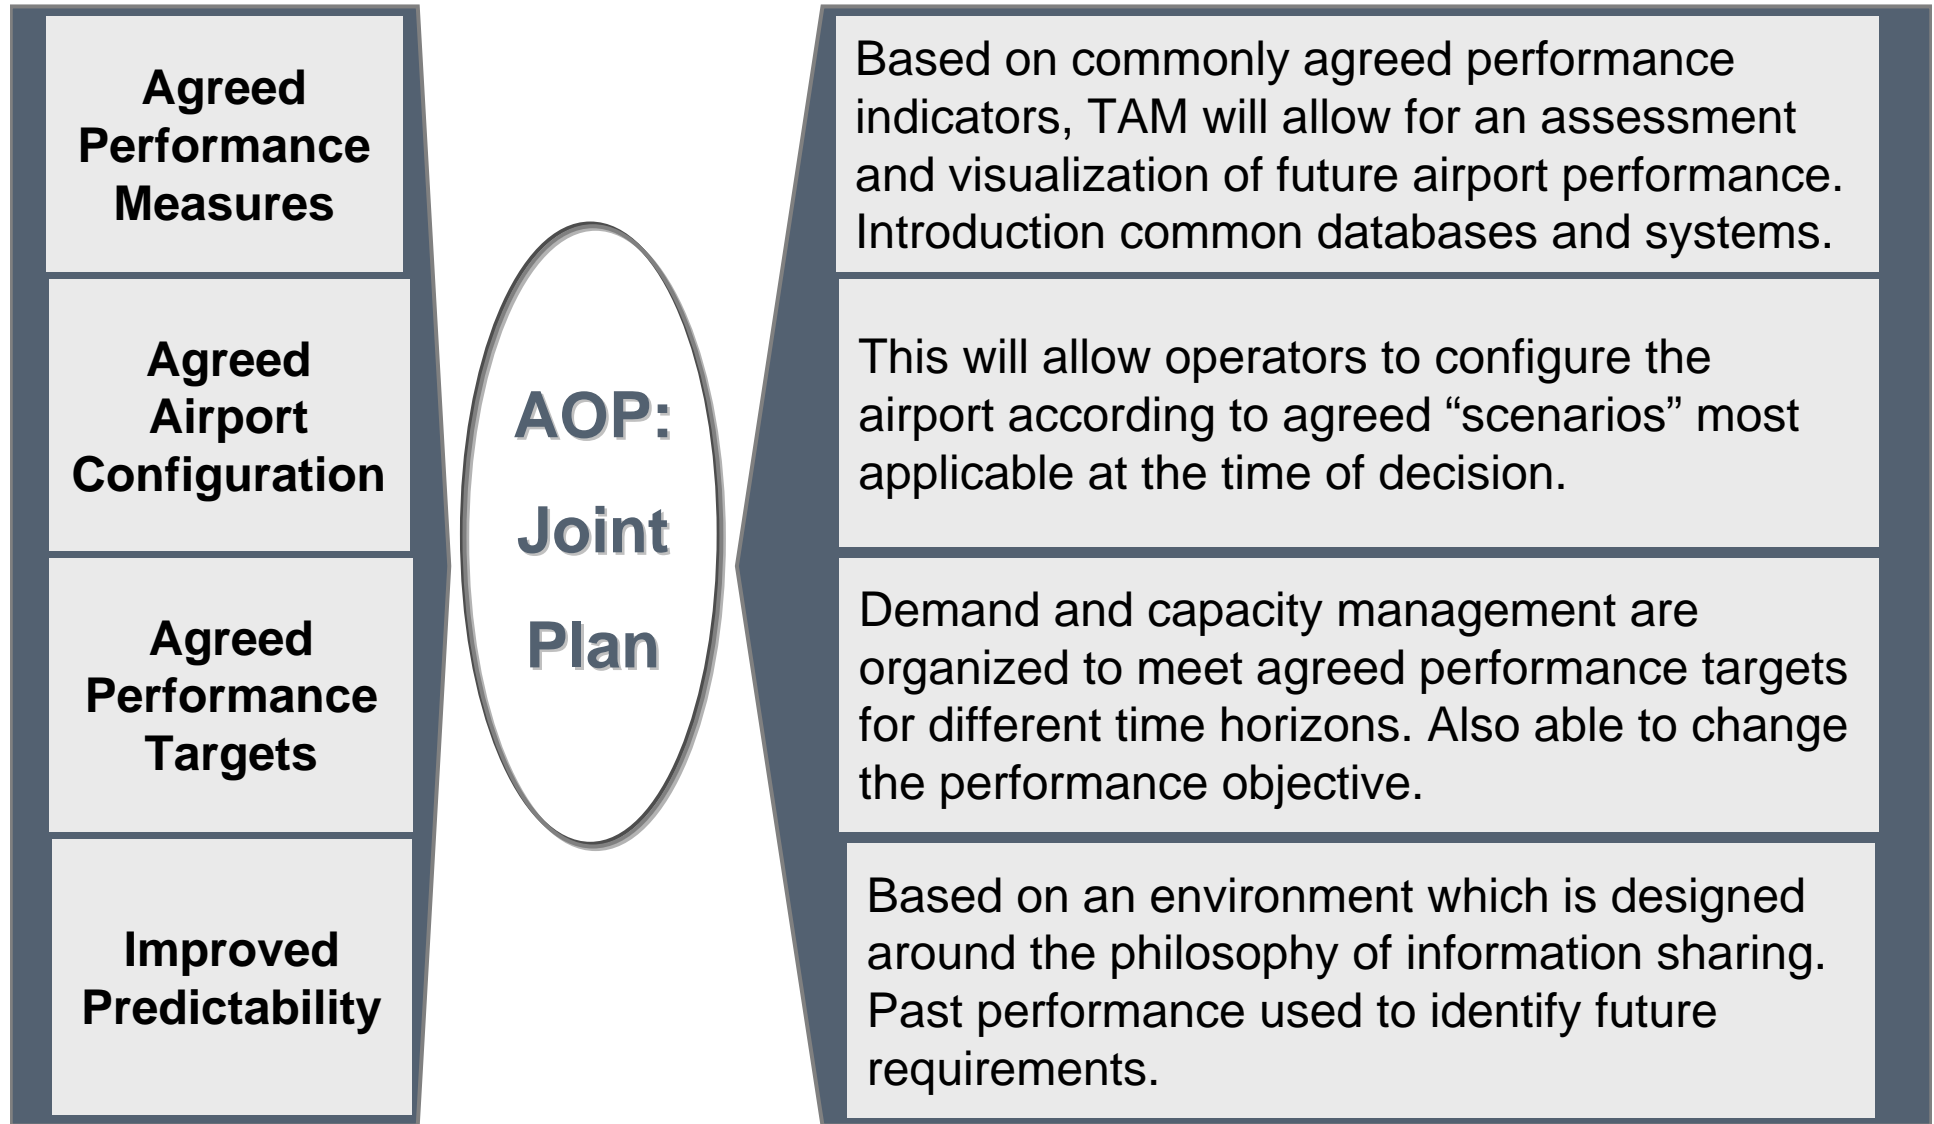 Agreed
Performance
Measures
Agreed
Airport
Configuration
Agreed
Performance
Targets
Improved
Predictability
AOP:
Joint
Plan
Based on commonly agreed performance
indicators, TAM will allow for an assessment
and visualization of future airport performance.
Introduction common databases and systems.
This will allow operators to configure the
airport according to agreed “scenarios” most
applicable at the time of decision.
Demand and capacity management are
organized to meet agreed performance targets
for different time horizons. Also able to change
the performance objective.
Based on an environment which is designed
around the philosophy of information sharing.
Past performance used to identify future
requirements.